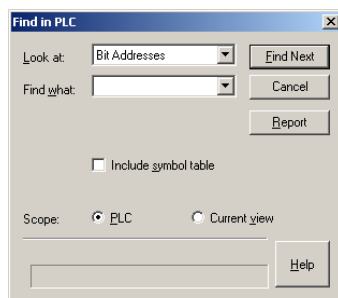 Find in PLC
Look at: Bit Addresses Find Next
Find what: Cancel
Report
Include symbol table
Scope: PLC Current view
Help